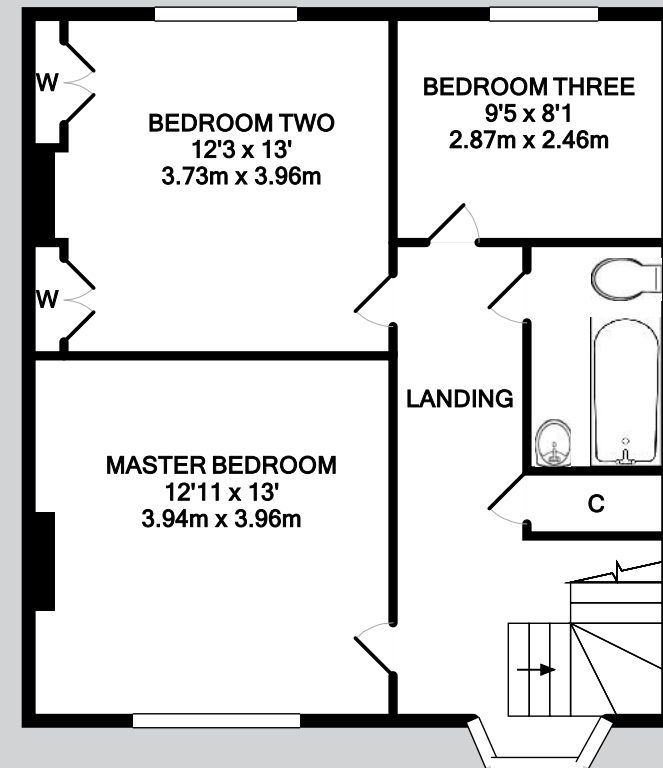 W
BEDROOM TWO
12'3 x 13'
3.73m x 3.96m
BEDROOM THREE
9'5 x 8'1
2.87m x 2.46m
W
LANDING
MASTER BEDROOM
12'11 x 13'
3.94m x 3.96m
C